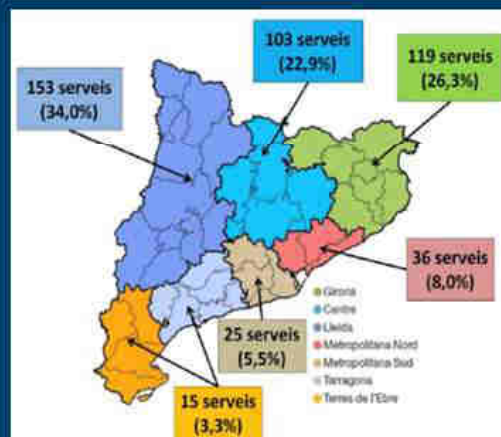 103 serveis
(22,9%)
119 serveis
(26,3%)
153 serveis
(34,0%)
36 serveis
(8,0%)
25 serveis
(5,5%)
15 serveis
(3,3%)
Girona
Centre
Lleida
Metropolitana Nord
Metropolitana Sud
Tarragona
Terres de l'Ebre